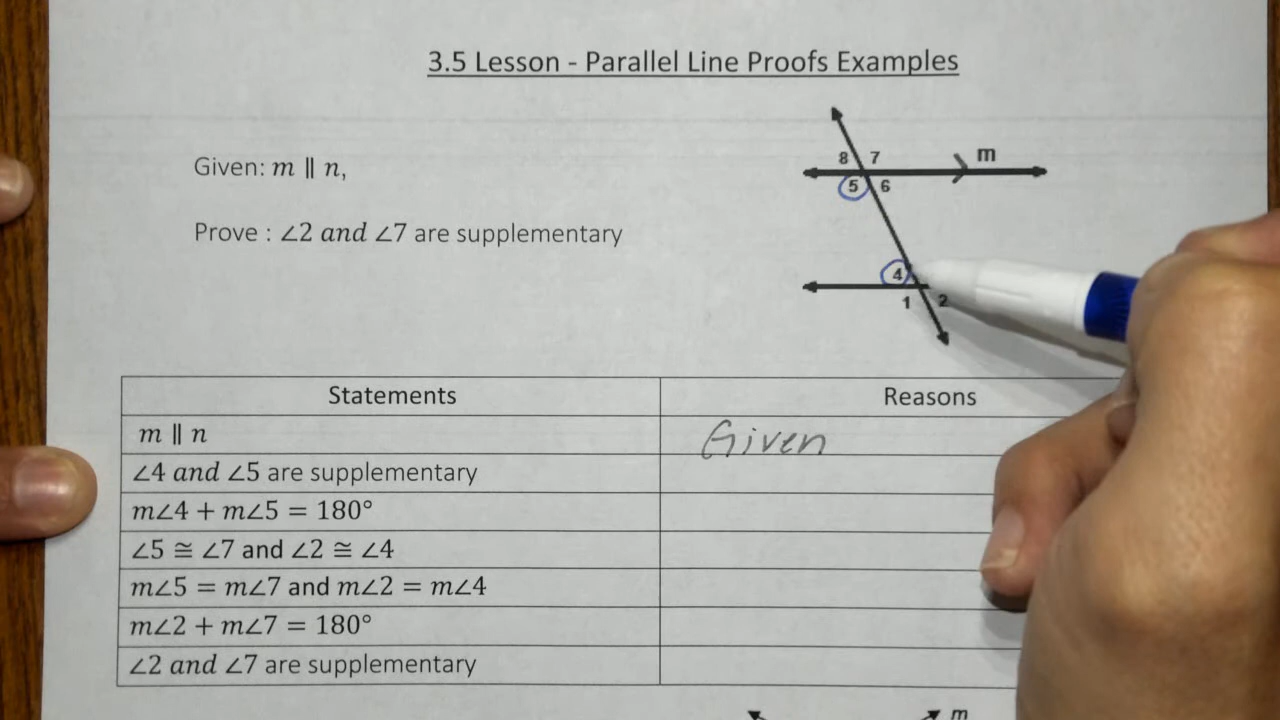 3.5 Lesson - Parallel Line Proofs Examples
Given: m ∥ n,
Prove : ∠2 and ∠7 are supplementary
8 7 m
5 6
4
1 2
Statements Reasons
m ∥ n Given
∠4 and ∠5 are supplementary
m∠4 + m∠5 = 180°
∠5 ≅ ∠7 and ∠2 ≅ ∠4
m∠5 = m∠7 and m∠2 = m∠4
m∠2 + m∠7 = 180°
∠2 and ∠7 are supplementary
m